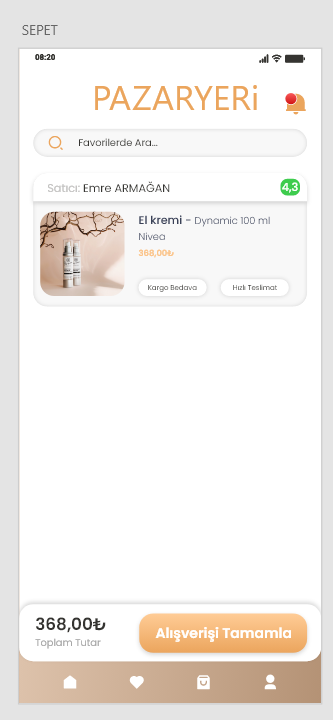 SEPET
08:20
PAZARYERi
Favorilerde Ara...
Satıcı: Emre ARMAĞAN
4,3
El kremi - Dynamic 100 ml
Nivea
368,00₺
Kargo Bedava
Hızlı Teslimat
368,00₺
Toplam Tutar
Alışverişi Tamamla